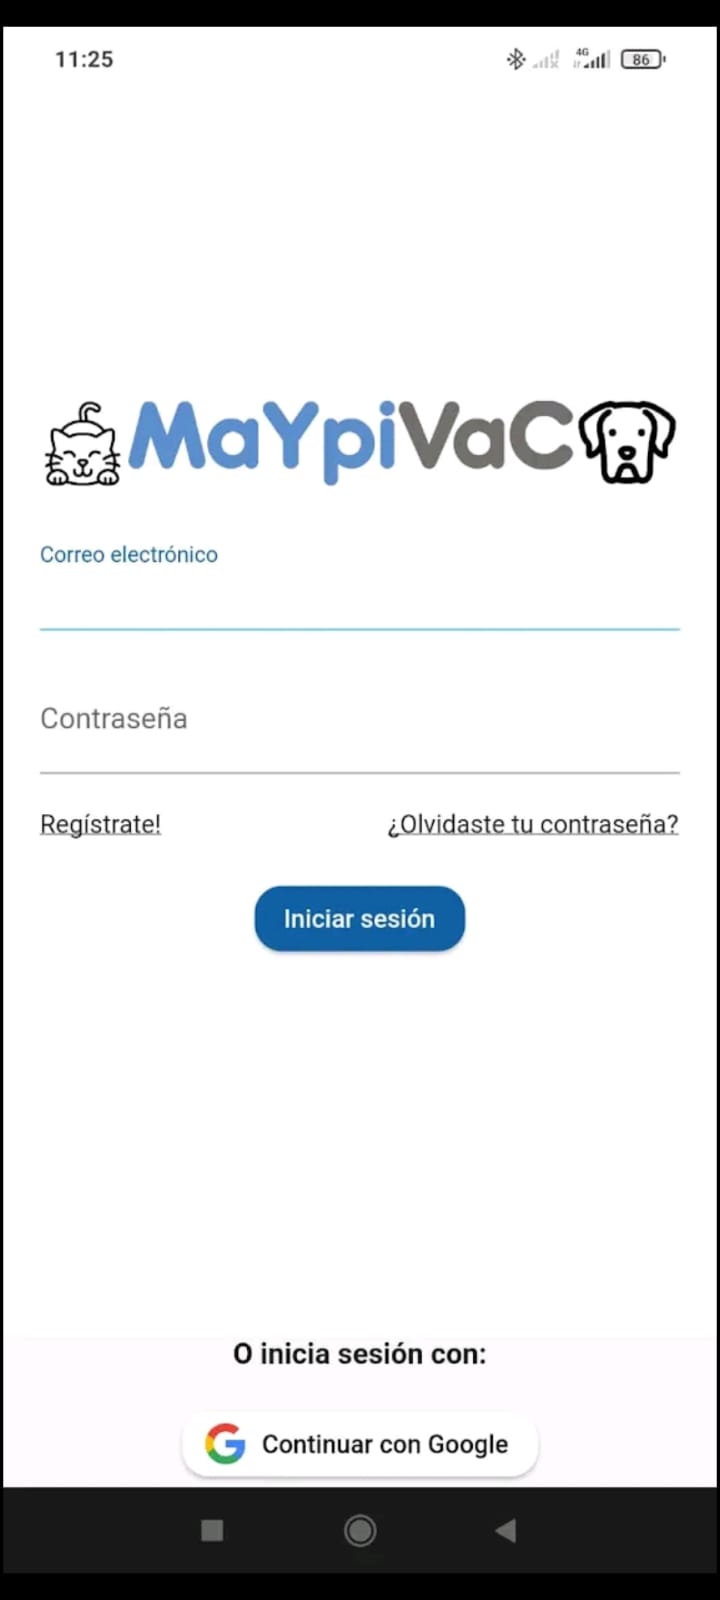 11:25
4G
86
MaYpiVaC
Correo electrónico
Contraseña
Regístrate!
¿Olvidaste tu contraseña?
Iniciar sesión
O inicia sesión con:
Continuar con Google